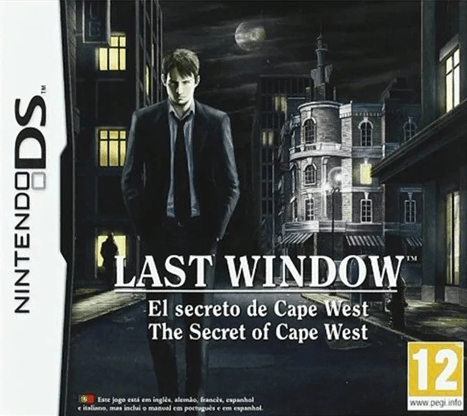 NINTENDO DS™
LAST WINDOW™
El secreto de Cape West
The Secret of Cape West
Este jogo está em inglês, alemão, francês, espanhol
e italiano, mas inclui o manual em português e em espanhol.
12
www.pegi.info